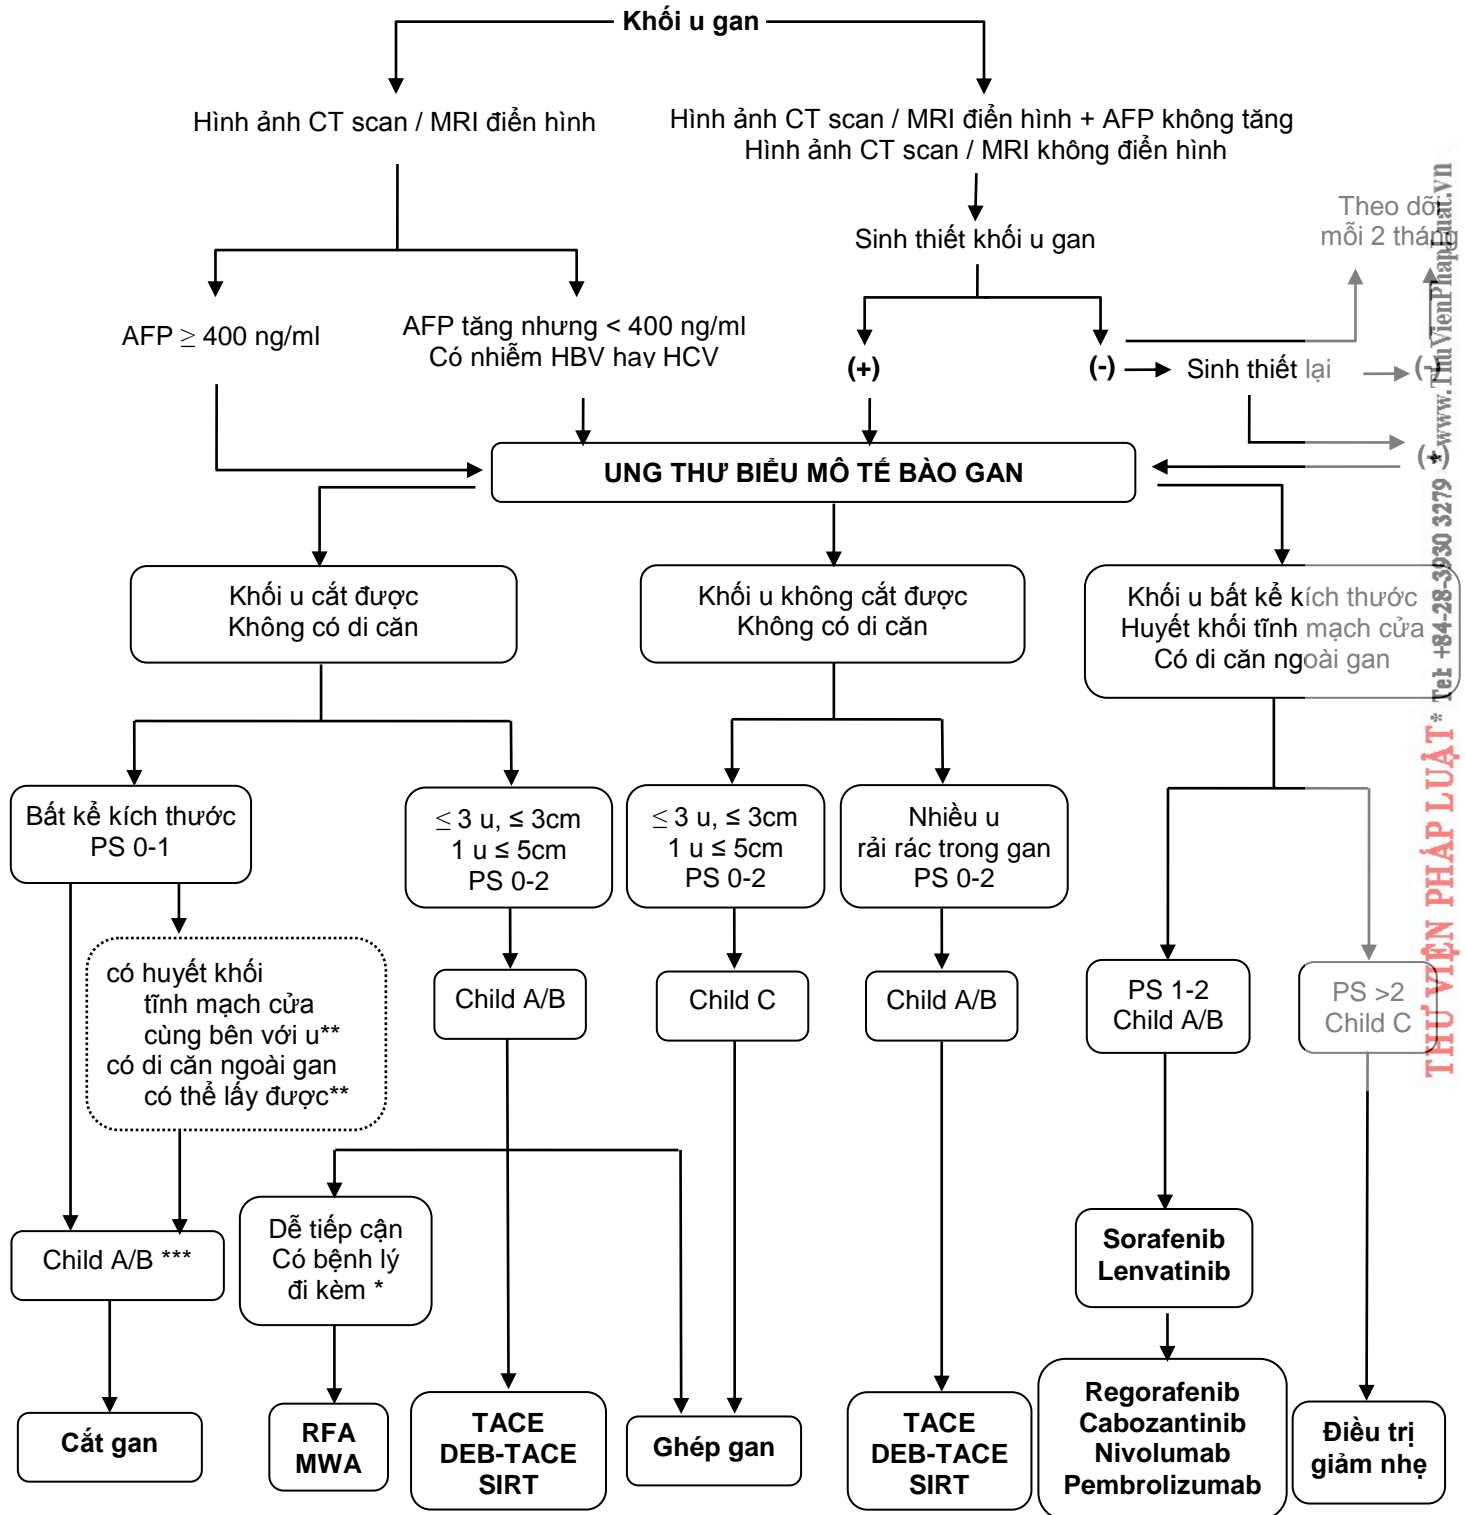 Khối u gan
Hình ảnh CT scan / MRI điển hình
Hình ảnh CT scan / MRI điển hình + AFP không tăng
Hình ảnh CT scan / MRI không điển hình
Theo dõi
mỗi 2 tháng
Sinh thiết khối u gan
AFP ≥ 400 ng/ml
AFP tăng nhưng < 400 ng/ml
Có nhiễm HBV hay HCV
(+)
(-)
Sinh thiết lại
(-)
(+)
UNG THƯ BIỂU MÔ TẾ BÀO GAN
Khối u cắt được
Không có di căn
Khối u không cắt được
Không có di căn
Khối u bất kể kích thước
Huyết khối tĩnh mạch cửa
Có di căn ngoài gan
Bất kể kích thước
PS 0-1
≤ 3 u, ≤ 3cm
1 u ≤ 5cm
PS 0-2
≤ 3 u, ≤ 3cm
1 u ≤ 5cm
PS 0-2
Nhiều u
rải rác trong gan
PS 0-2
có huyết khối
tĩnh mạch cửa
cùng bên với u**
có di căn ngoài gan
có thể lấy được**
Child A/B
Child C
Child A/B
PS 1-2
Child A/B
PS >2
Child C
Child A/B ***
Dễ tiếp cận
Có bệnh lý
đi kèm *
Sorafenib
Lenvatinib
Cắt gan
RFA
MWA
TACE
DEB-TACE
SIRT
Ghép gan
TACE
DEB-TACE
SIRT
Regorafenib
Cabozantinib
Nivolumab
Pembrolizumab
Điều trị
giảm nhẹ
THƯ VIỆN PHÁP LUẬT * Tel: +84-28-3930 3279 * www.ThuVienPhapLuat.vn